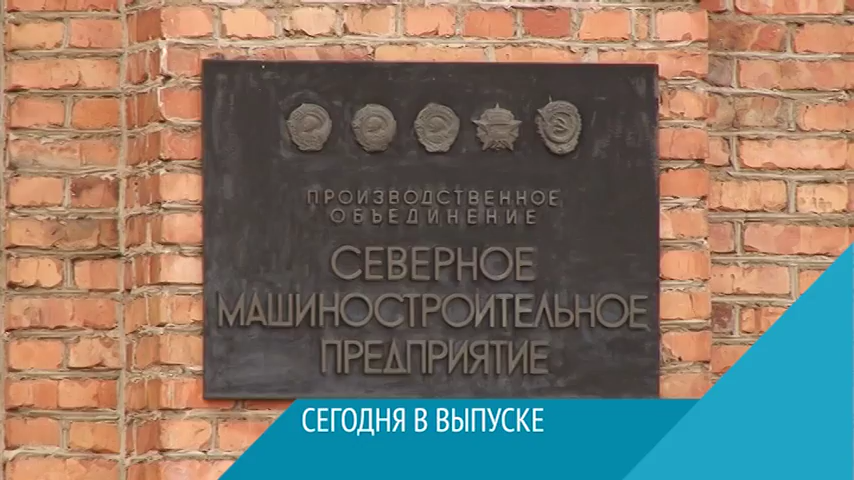 ПРОИЗВОДСТВЕННОЕ
ОБЪЕДИНЕНИЕ
СЕВЕРНОЕ
МАШИНОСТРОИТЕЛЬНОЕ
ПРЕДПРИЯТИЕ
СЕГОДНЯ В ВЫПУСКЕ